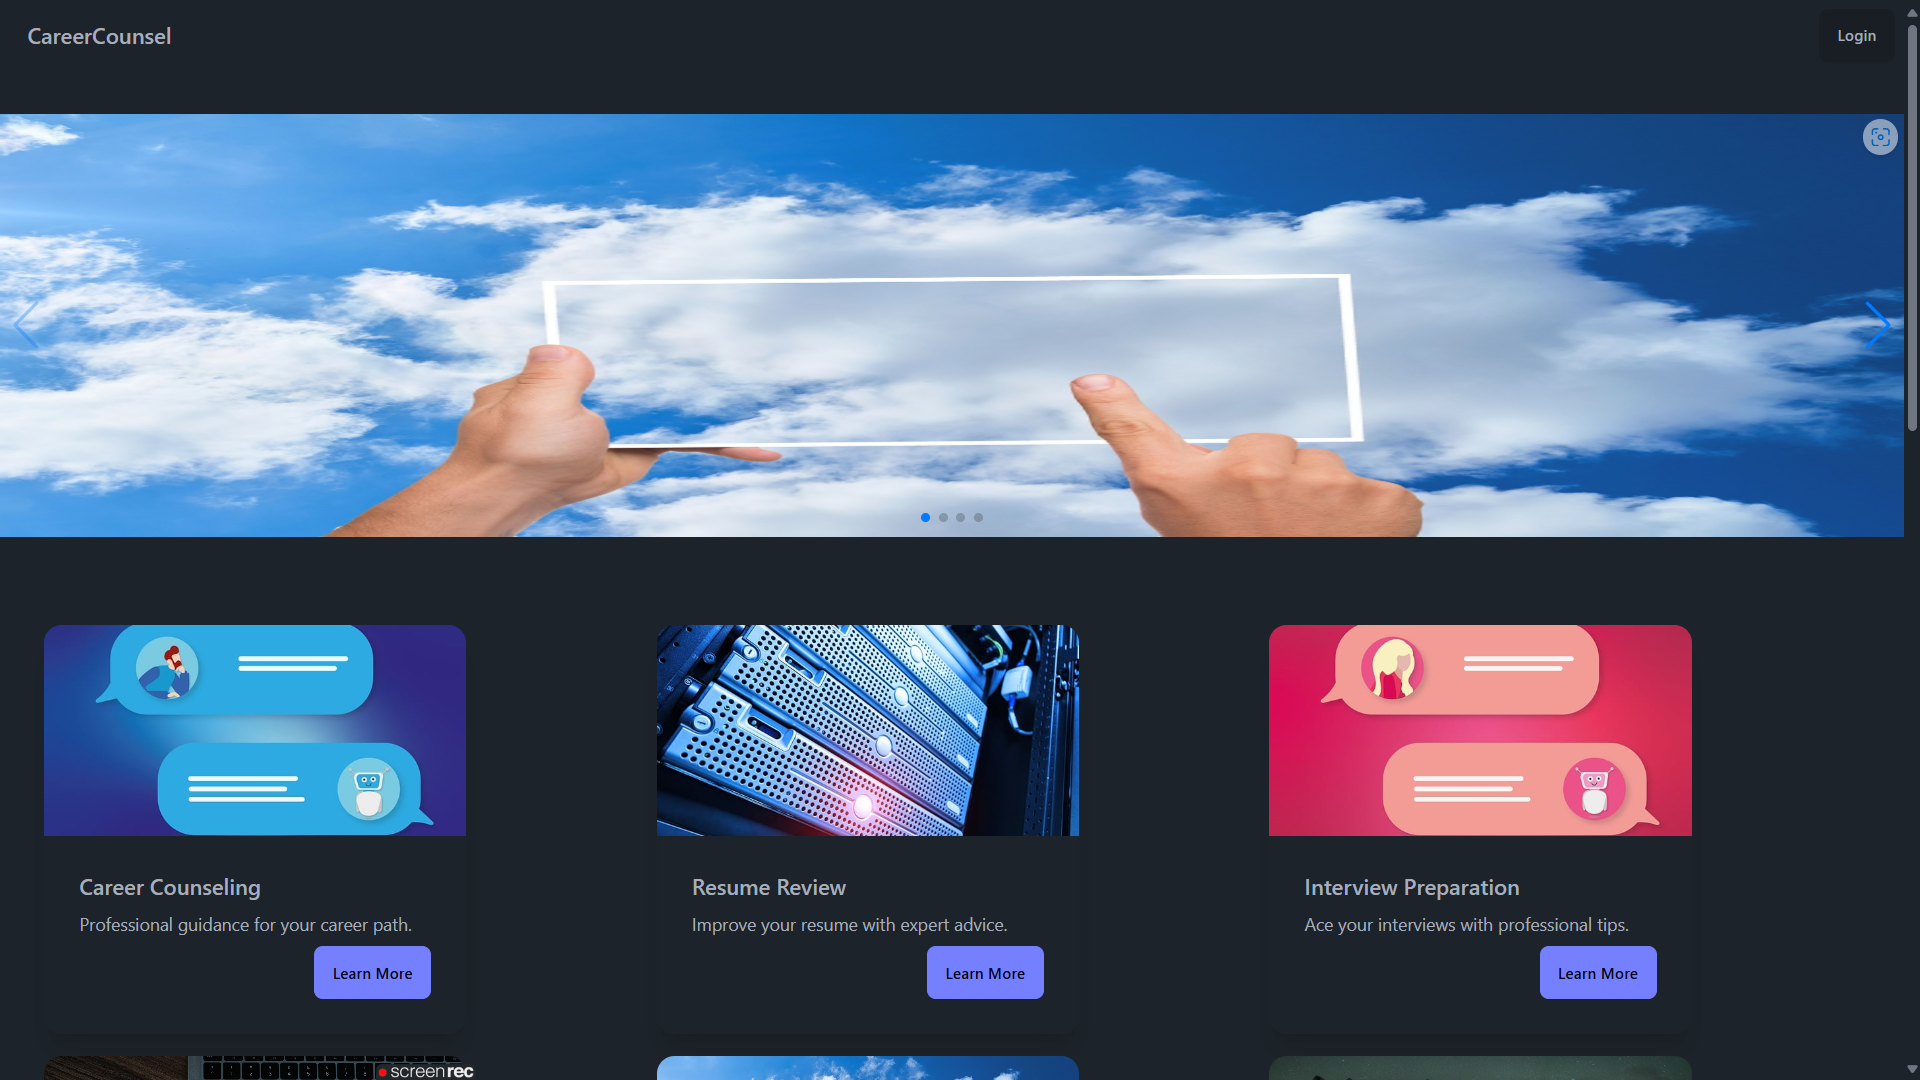 CareerCounsel
Login
Career Counseling
Professional guidance for your career path.
Learn More
Resume Review
Improve your resume with expert advice.
Learn More
Interview Preparation
Ace your interviews with professional tips.
Learn More
screenrec